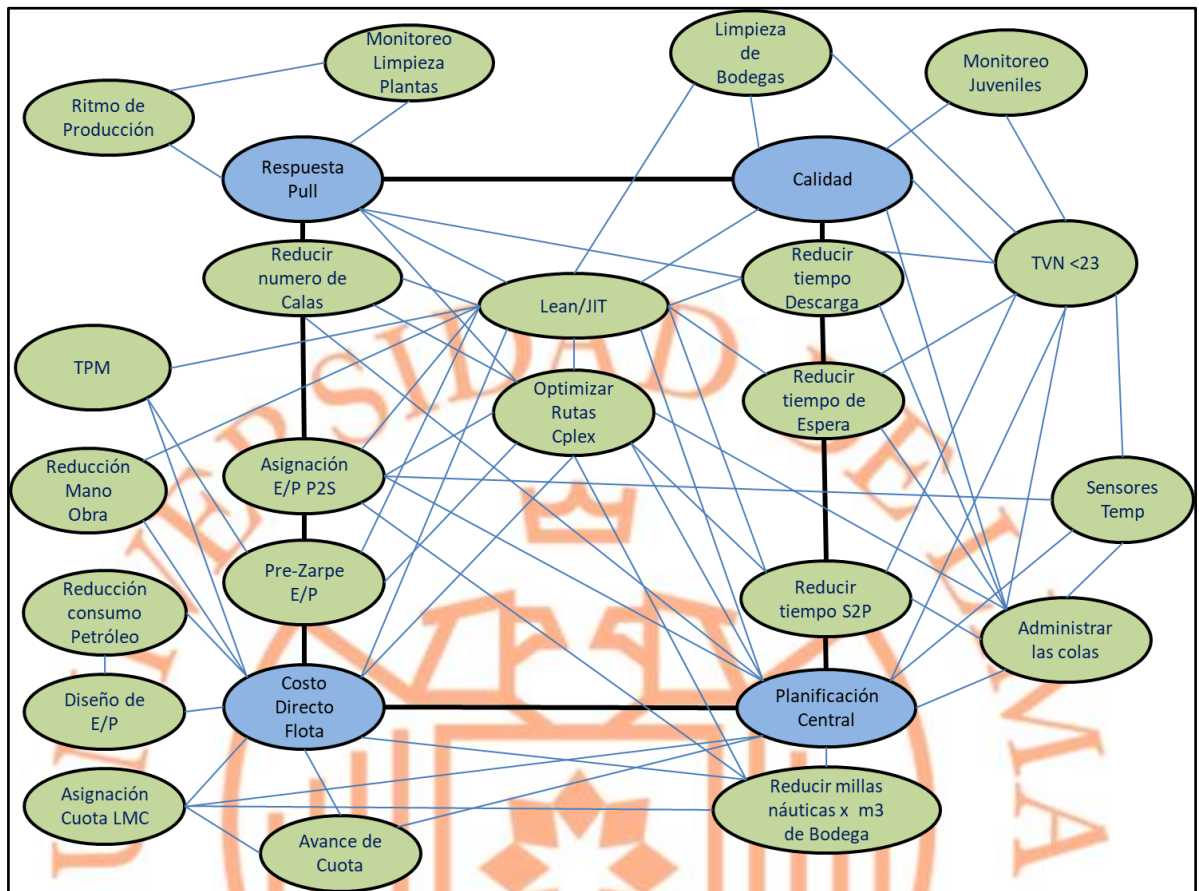 Monitoreo
Limpieza
Plantas
Limpieza
de
Bodegas
Monitoreo
Juveniles
Ritmo de
Producción
Respuesta
Pull
Calidad
Reducir
numero de
Calas
Lean/JIT
Reducir
tiempo
Descarga
TVN <23
TPM
Optimizar
Rutas
Cplex
Reducir
tiempo de
Espera
Reducción
Mano
Obra
Asignación
E/P P2S
Sensores
Temp
Reducción
consumo
Petróleo
Pre-Zarpe
E/P
Reducir
tiempo S2P
Administrar
las colas
Diseño de
E/P
Costo
Directo
Flota
Planificación
Central
Asignación
Cuota LMC
Avance de
Cuota
Reducir millas
náuticas x m3
de Bodega
UNIVERSIDAD DE LIMA